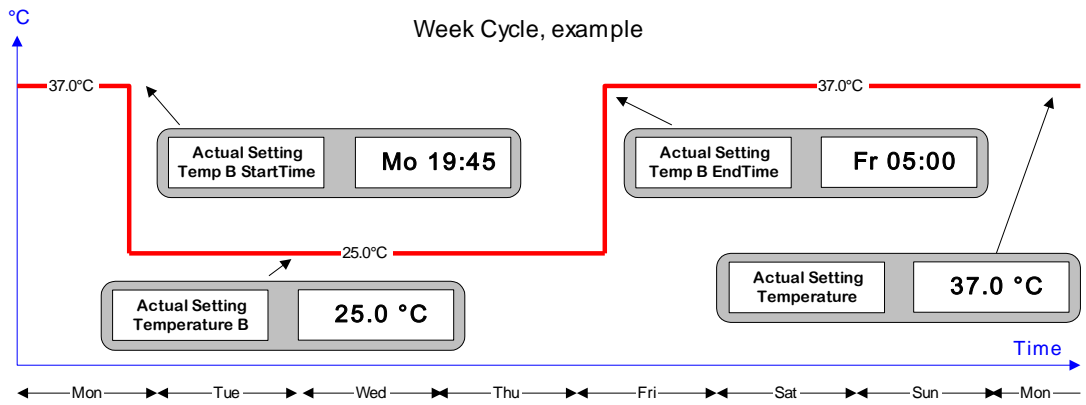 °C
Week Cycle, example
37.0°C
37.0°C
Actual Setting
Temp B StartTime
Mo 19:45
Actual Setting
Temp B EndTime
Fr 05:00
25.0°C
Actual Setting
Temperature B
25.0 °C
Actual Setting
Temperature
37.0 °C
Time
Mon Tue Wed Thu Fri Sat Sun Mon